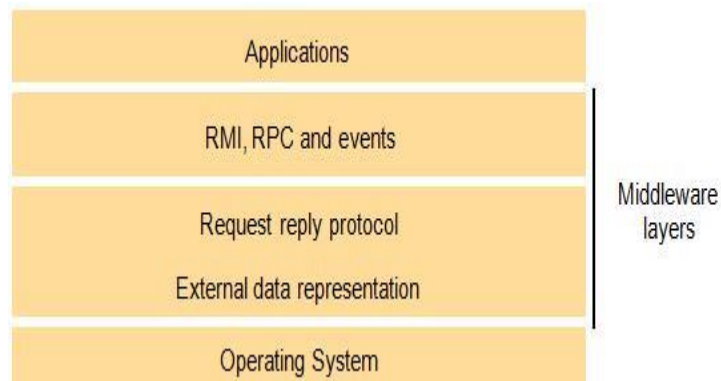 Applications
RMI, RPC and events
Request reply protocol
External data representation
Operating System
Middleware
layers